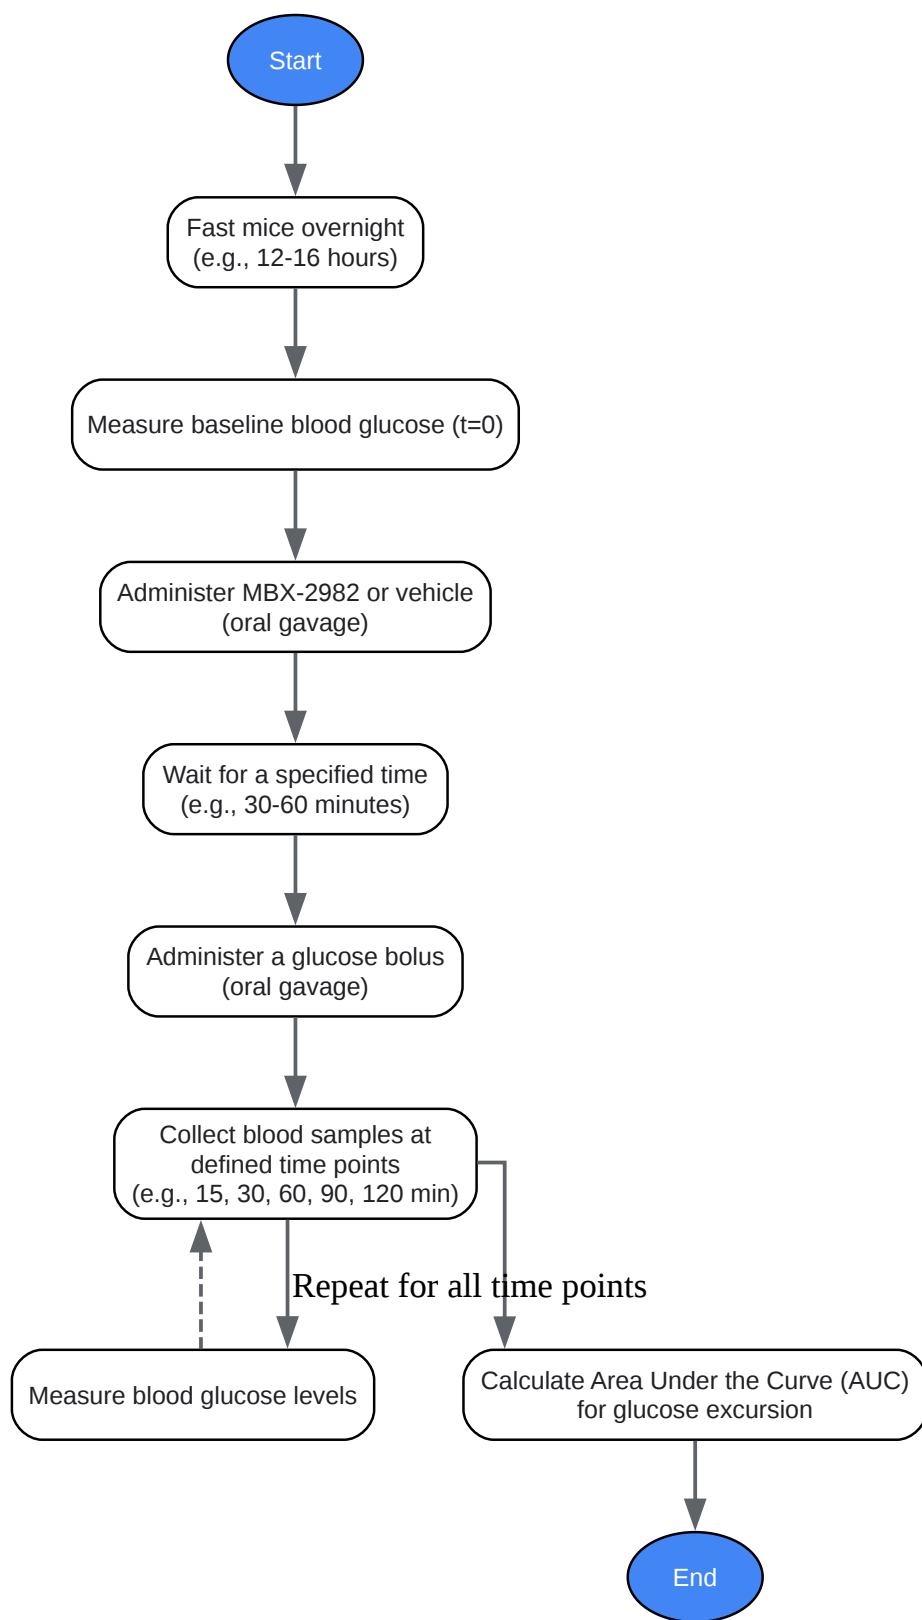 Start
Fast mice overnight
(e.g., 12-16 hours)
Measure baseline blood glucose (t=0)
Administer MBX-2982 or vehicle
(oral gavage)
Wait for a specified time
(e.g., 30-60 minutes)
Administer a glucose bolus
(oral gavage)
Collect blood samples at
defined time points
(e.g., 15, 30, 60, 90, 120 min)
Repeat for all time points
Measure blood glucose levels
Calculate Area Under the Curve (AUC)
for glucose excursion
End